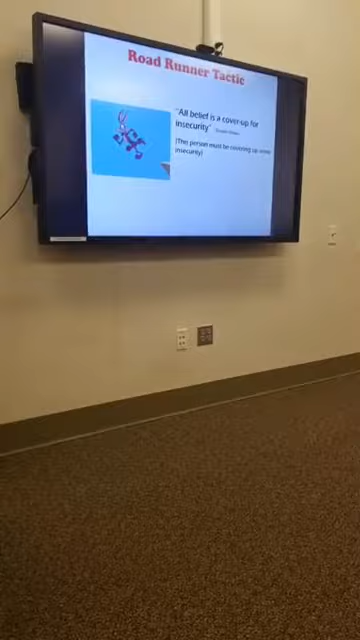 Road Runner Tactic
"All belief is a cover-up for
insecurity"
(This person must be covering up some
insecurity)